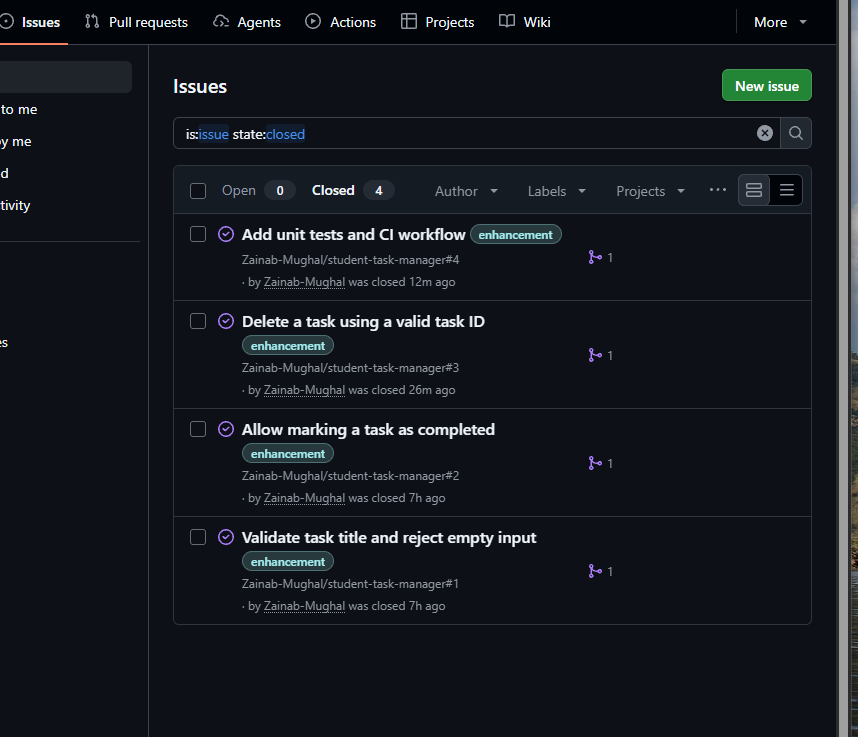 Issues Pull requests Agents Actions Projects Wiki More
to me
y me
d
tivity
es
Issues
New issue
is:issue state:closed
Open 0 Closed 4 Author Labels Projects
Add unit tests and CI workflow enhancement
Zainab-Mughal/student-task-manager#4
1
· by Zainab-Mughal was closed 12m ago
Delete a task using a valid task ID
enhancement
1
Zainab-Mughal/student-task-manager#3
· by Zainab-Mughal was closed 26m ago
Allow marking a task as completed
enhancement
1
Zainab-Mughal/student-task-manager#2
· by Zainab-Mughal was closed 7h ago
Validate task title and reject empty input
enhancement
1
Zainab-Mughal/student-task-manager#1
· by Zainab-Mughal was closed 7h ago